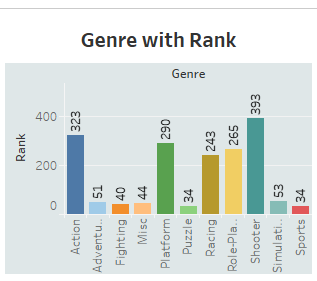 Genre with Rank
Genre
Rank
400
200
0
323
51
40
44
290
34
243
265
393
53
34
Action
Adventu..
Fighting
Misc
Platform
Puzzle
Racing
Role-Pla..
Shooter
Simulati..
Sports